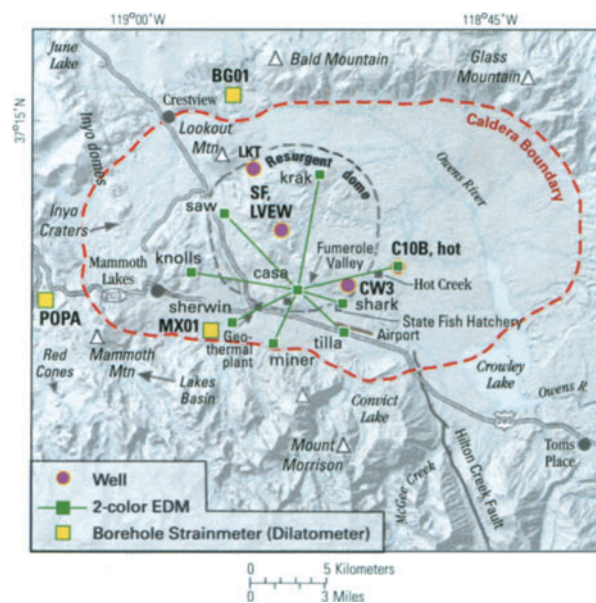 119°00'
118°45'
June
Lake
Bald Mountain
Glass
Mountain
BG01
Crestview
37°15'
Inyo domes
Lookout
Mtn
LKT
Resurgent dome
Caldera Boundary
Owens River
krak
SF,
LVEW
saw
Inyo
Craters
Fumerole
Valley
C10B, hot
knolls
Mammoth
Lakes
casa
Hot Creek
CW3
sherwin
shark
POPA
MX01
State Fish Hatchery
Geo-
thermal
plant
Airport
tilla
miner
Mammoth
Mtn
Red
Cones
Lakes
Basin
Crowley
Lake
Owens R.
Convict
Lake
Toms
Place
Mount
Morrison
McGee Creek
Hilton Creek Fault
Well
2-color EDM
Borehole Strainmeter (Dilatometer)
0 5 Kilometers
0 3 Miles